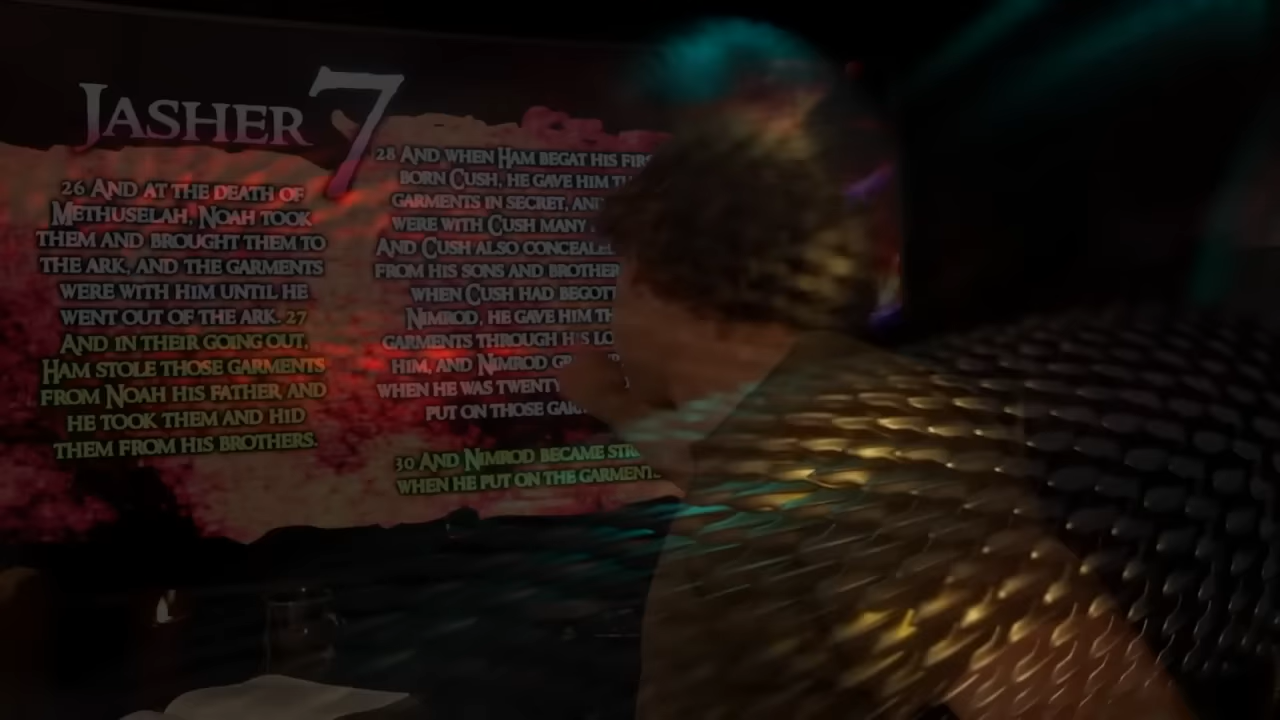 JASHER 7
26 AND AT THE DEATH OF
METHUSELAH, NOAH TOOK
THEM AND BROUGHT THEM TO
THE ARK, AND THE GARMENTS
WERE WITH HIM UNTIL HE
WENT OUT OF THE ARK. 27
AND IN THEIR GOING OUT,
HAM STOLE THOSE GARMENTS
FROM NOAH HIS FATHER, AND
HE TOOK THEM AND HID
THEM FROM HIS BROTHERS.
28 AND WHEN HAM BEGAT HIS
BORN CUSH, HE GAVE HIM
GARMENTS IN SECRET, AND
WERE WITH CUSH MANY
AND CUSH ALSO
FROM HIS SONS AND
WHEN CUSH HAD
NIMROD, HE GAVE HIM
GARMENTS THROUGH HIS
HIM, AND NIMROD
WHEN HE WAS
PUT ON THOSE
30 AND NIMROD BECAME
WHEN HE PUT ON THE